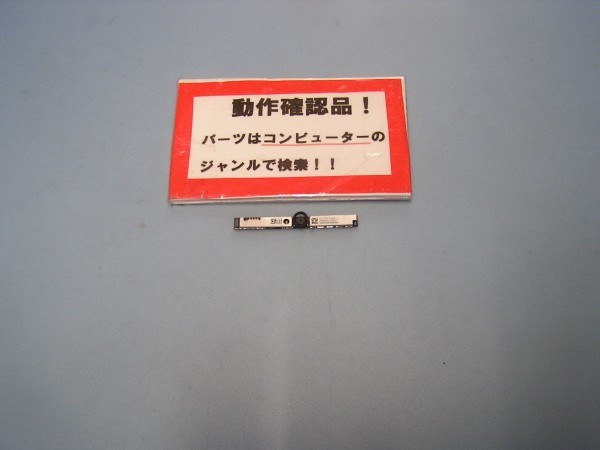 動作確認品！
パーツはコンピューターの
ジャンルで検索！！